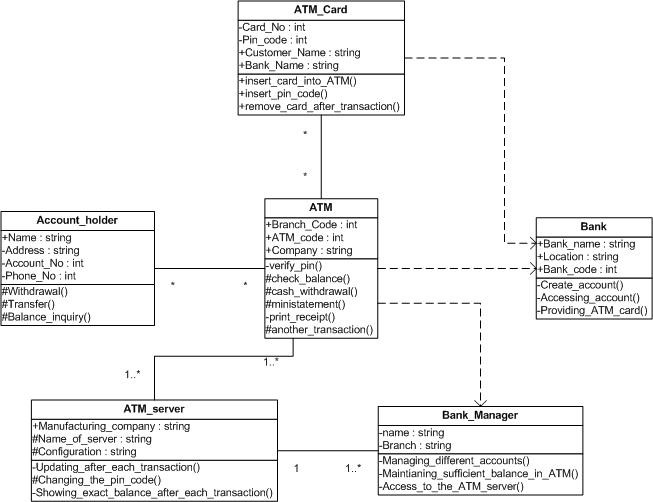 ATM_Card
-Card_No : int
-Pin_code : int
+Customer_Name : string
+Bank_Name : string
+insert_card_into_ATM()
+insert_pin_code()
+remove_card_after_transaction()
*
*
ATM
+Branch_Code : int
+ATM_code : int
+Company : string
-verify_pin()
#check_balance()
#cash_withdrawal()
#ministatement()
-print_receipt()
#another_transaction()
Account_holder
+Name : string
-Address : string
-Account_No : int
-Phone_No : int
#Withdrawal()
#Transfer()
#Balance_inquiry()
*
*
Bank
+Bank_name : string
+Location : string
+Bank_code : int
-Create_account()
-Accessing_account()
-Providing_ATM_card()
1..*
1..*
ATM_server
+Manufacturing_company : string
#Name_of_server : string
#Configuration : string
-Updating_after_each_transaction()
#Changing_the_pin_code()
-Showing_exact_balance_after_each_transaction()
1
1..*
Bank_Manager
-name : string
-Branch : string
-Managing_different_accounts()
-Maintianing_sufficient_balance_in_ATM()
-Access_to_the_ATM_server()